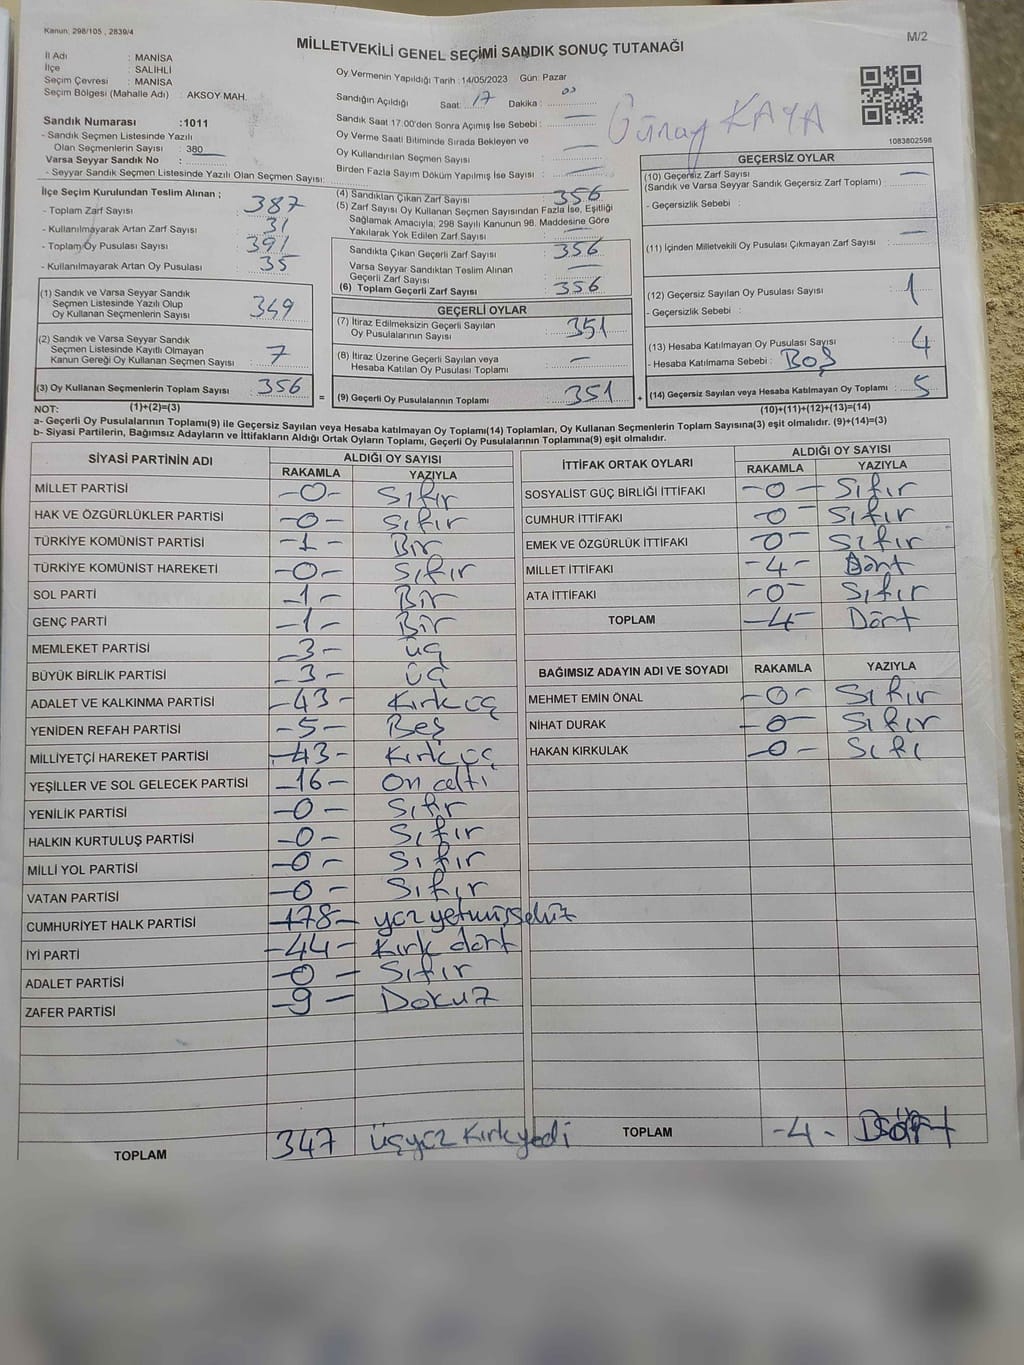 Kanun: 298/105 , 2839/4
M/2
MİLLETVEKİLİ GENEL SEÇİMİ SANDIK SONUÇ TUTANAĞI
İl Adı : MANİSA
İlçe : SALİHLİ
Seçim Çevresi : MANİSA
Seçim Bölgesi (Mahalle Adı) : AKSOY MAH.
Sandık Numarası :1011
- Sandık Seçmen Listesinde Yazılı
Olan Seçmenlerin Sayısı : 380
Varsa Seyyar Sandık No :
- Seyyar Sandık Seçmen Listesinde Yazılı Olan Seçmen Sayısı:
Oy Vermenin Yapıldığı Tarih : 14/05/2023 Gün: Pazar
Sandığın Açıldığı Saat: 17 Dakika : 00
Sandık Saat 17.00'den Sonra Açımış İse Sebebi : —
Oy Verme Saati Bitiminde Sırada Bekleyen ve
Oy Kullandırılan Seçmen Sayısı : —
Birden Fazla Sayım Döküm Yapılmış İse Sayısı : —
Günay KAYA
1083802598
İlçe Seçim Kurulundan Teslim Alınan ;
- Toplam Zarf Sayısı : 387
- Kullanılmayarak Artan Zarf Sayısı : 31
- Toplam Oy Pusulası Sayısı : 391
- Kullanılmayarak Artan Oy Pusulası : 35
(1) Sandık ve Varsa Seyyar Sandık
Seçmen Listesinde Yazılı Olup
Oy Kullanan Seçmenlerin Sayısı : 349
(2) Sandık ve Varsa Seyyar Sandık
Seçmen Listesinde Kayıtlı Olmayan
Kanun Gereği Oy Kullanan Seçmen Sayısı : 7
(3) Oy Kullanan Seçmenlerin Toplam Sayısı : 356
(4) Sandıktan Çıkan Zarf Sayısı : 356
(5) Zarf Sayısı Oy Kullanan Seçmen Sayısından Fazla İse, Eşitliği
Sağlamak Amacıyla; 298 Sayılı Kanunun 98. Maddesine Göre
Yakılarak Yok Edilen Zarf Sayısı : —
Sandıkta Çıkan Geçerli Zarf Sayısı : 356
Varsa Seyyar Sandıktan Teslim Alınan
Geçerli Zarf Sayısı : —
(6) Toplam Geçerli Zarf Sayısı : 356
GEÇERLİ OYLAR
(7) İtiraz Edilmeksizin Geçerli Sayılan
Oy Pusulalarının Sayısı : 351
(8) İtiraz Üzerine Geçerli Sayılan veya
Hesaba Katılan Oy Pusulası Toplamı : —
= (9) Geçerli Oy Pusulalarının Toplamı : 351 +
GEÇERSİZ OYLAR
(10) Geçersiz Zarf Sayısı
(Sandık ve Varsa Seyyar Sandık Geçersiz Zarf Toplamı) : —
- Geçersizlik Sebebi :
(11) İçinden Milletvekili Oy Pusulası Çıkmayan Zarf Sayısı : —
(12) Geçersiz Sayılan Oy Pusulası Sayısı : 1
- Geçersizlik Sebebi :
(13) Hesaba Katılmayan Oy Pusulası Sayısı : 4
- Hesaba Katılmama Sebebi : BOŞ
(14) Geçersiz Sayılan veya Hesaba Katılmayan Oy Toplamı : 5
NOT: (1)+(2)=(3) (10)+(11)+(12)+(13)=(14)
a- Geçerli Oy Pusulalarının Toplamı(9) ile Geçersiz Sayılan veya Hesaba katılmayan Oy Toplamı(14) Toplamları, Oy Kullanan Seçmenlerin Toplam Sayısına(3) eşit olmalıdır. (9)+(14)=(3)
b- Siyasi Partilerin, Bağımsız Adayların ve İttifakların Aldığı Ortak Oyların Toplamı, Geçerli Oy Pusulalarının Toplamına(9) eşit olmalıdır.
SİYASİ PARTİNİN ADI ALDIĞI OY SAYISI
RAKAMLA YAZIYLA
MİLLET PARTİSİ -0- Sıfır
HAK VE ÖZGÜRLÜKLER PARTİSİ -0- Sıfır
TÜRKİYE KOMÜNİST PARTİSİ -1- Bir
TÜRKİYE KOMÜNİST HAREKETİ -0- Sıfır
SOL PARTİ -1- Bir
GENÇ PARTİ -1- Bir
MEMLEKET PARTİSİ -3- üç
BÜYÜK BİRLİK PARTİSİ -3- üç
ADALET VE KALKINMA PARTİSİ -43- Kırk üç
YENİDEN REFAH PARTİSİ -5- Beş
MİLLİYETÇİ HAREKET PARTİSİ -43- Kırk üç
YEŞİLLER VE SOL GELECEK PARTİSİ -16- On altı
YENİLİK PARTİSİ -0- Sıfır
HALKIN KURTULUŞ PARTİSİ -0- Sıfır
MİLLİ YOL PARTİSİ -0- Sıfır
VATAN PARTİSİ -0- Sıfır
CUMHURİYET HALK PARTİSİ -178- yüz yetmişsekiz
İYİ PARTİ -44- Kırk dört
ADALET PARTİSİ -0- Sıfır
ZAFER PARTİSİ -9- Dokuz
TOPLAM 347 üçyüz Kırkyedi
İTTİFAK ORTAK OYLARI ALDIĞI OY SAYISI
RAKAMLA YAZIYLA
SOSYALİST GÜÇ BİRLİĞİ İTTİFAKI -0- Sıfır
CUMHUR İTTİFAKI -0- Sıfır
EMEK VE ÖZGÜRLÜK İTTİFAKI -0- Sıfır
MİLLET İTTİFAKI -4- Dört
ATA İTTİFAKI -0- Sıfır
TOPLAM -4- Dört
BAĞIMSIZ ADAYIN ADI VE SOYADI RAKAMLA YAZIYLA
MEHMET EMİN ÖNAL -0- Sıfır
NİHAT DURAK -0- Sıfır
HAKAN KIRKULAK -0- Sıfı
TOPLAM -4- Dört